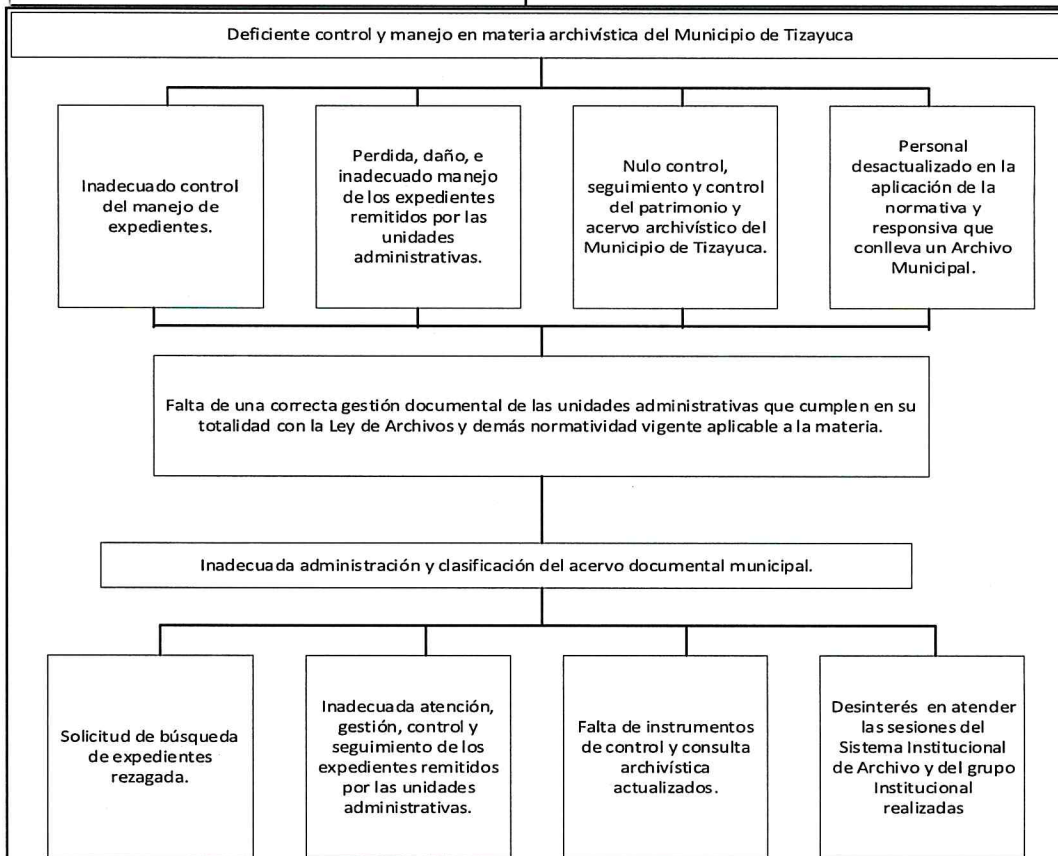 Deficiente control y manejo en materia archivística del Municipio de Tizayuca
Inadecuado control
del manejo de
expedientes.
Perdida, daño, e
inadecuado manejo
de los expedientes
remitidos por las
unidades
administrativas.
Nulo control,
seguimiento y control
del patrimonio y
acervo archivístico del
Municipio de Tizayuca.
Personal
desactualizado en la
aplicación de la
normativa y
responsiva que
conlleva un Archivo
Municipal.
Falta de una correcta gestión documental de las unidades administrativas que cumplen en su
totalidad con la Ley de Archivos y demás normatividad vigente aplicable a la materia.
Inadecuada administración y clasificación del acervo documental municipal.
Solicitud de búsqueda
de expedientes
rezagada.
Inadecuada atención,
gestión, control y
seguimiento de los
expedientes remitidos
por las unidades
administrativas.
Falta de instrumentos
de control y consulta
archivística
actualizados.
Desinterés en atender
las sesiones del
Sistema Institucional
de Archivo y del grupo
Institucional
realizadas